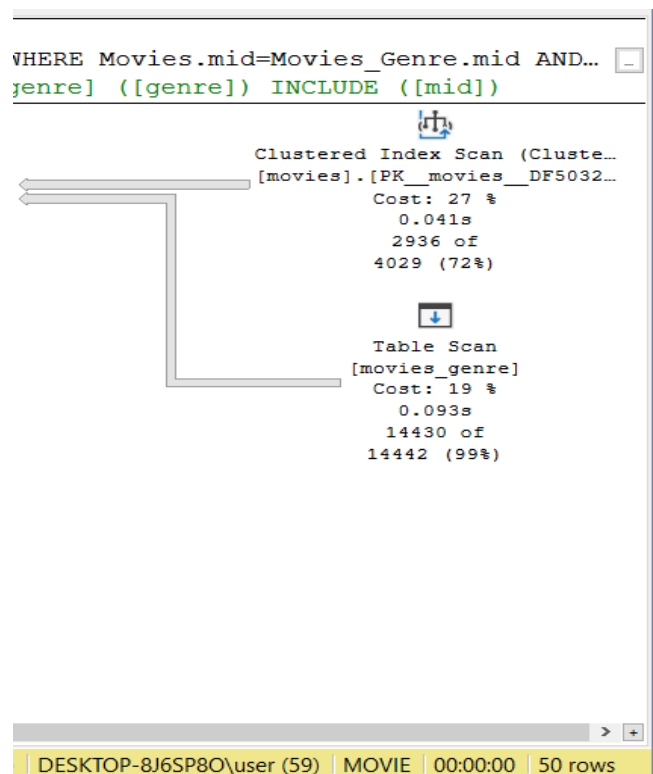 WHERE Movies.mid=Movies_Genre.mid AND…
genre] ([genre]) INCLUDE ([mid])
Clustered Index Scan (Cluste…
[movies].[PK__movies__DF5032…
Cost: 27 %
0.041s
2936 of
4029 (72%)
Table Scan
[movies_genre]
Cost: 19 %
0.093s
14430 of
14442 (99%)
DESKTOP-8J6SP8O\user (59) MOVIE 00:00:00 50 rows